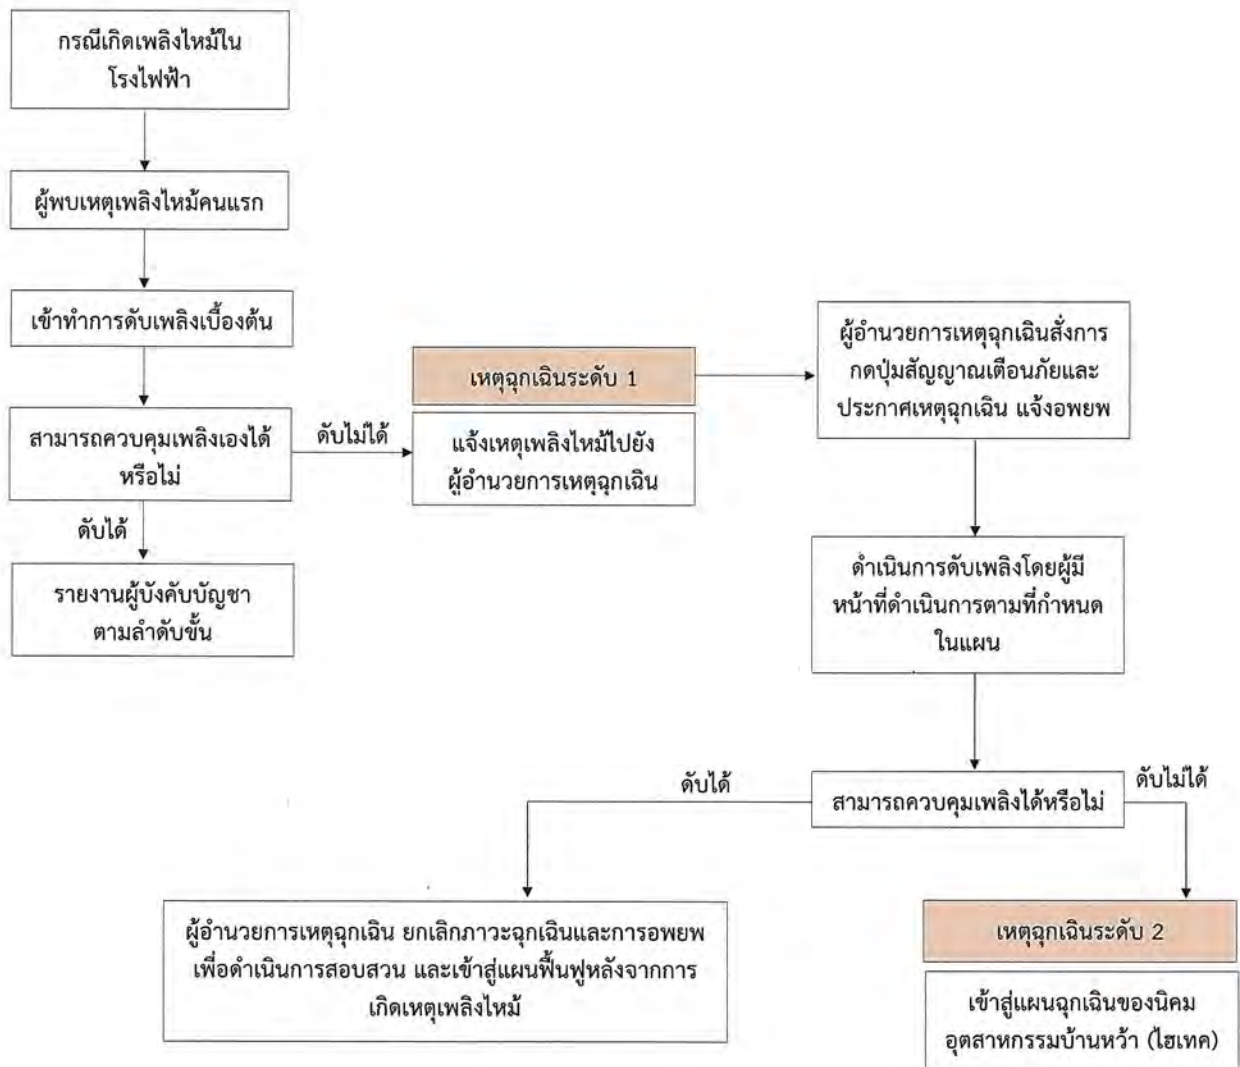 กรณีเกิดเพลิงไหม้ใน
โรงไฟฟ้า
ผู้พบเหตุเพลิงไหม้คนแรก
เข้าทำการดับเพลิงเบื้องต้น
สามารถควบคุมเพลิงเองได้
หรือไม่
ดับไม่ได้
ดับได้
รายงานผู้บังคับบัญชา
ตามลำดับขั้น
เหตุฉุกเฉินระดับ 1
แจ้งเหตุเพลิงไหม้ไปยัง
ผู้อำนวยการเหตุฉุกเฉิน
ผู้อำนวยการเหตุฉุกเฉินสั่งการ
กดปุ่มสัญญาณเตือนภัยและ
ประกาศเหตุฉุกเฉิน แจ้งอพยพ
ดำเนินการดับเพลิงโดยผู้มี
หน้าที่ดำเนินการตามที่กำหนด
ในแผน
สามารถควบคุมเพลิงได้หรือไม่
ดับได้
ดับไม่ได้
ผู้อำนวยการเหตุฉุกเฉิน ยกเลิกภาวะฉุกเฉินและการอพยพ
เพื่อดำเนินการสอบสวน และเข้าสู่แผนฟื้นฟูหลังจากการ
เกิดเหตุเพลิงไหม้
เหตุฉุกเฉินระดับ 2
เข้าสู่แผนฉุกเฉินของนิคม
อุตสาหกรรมบ้านหว้า (ไฮเทค)